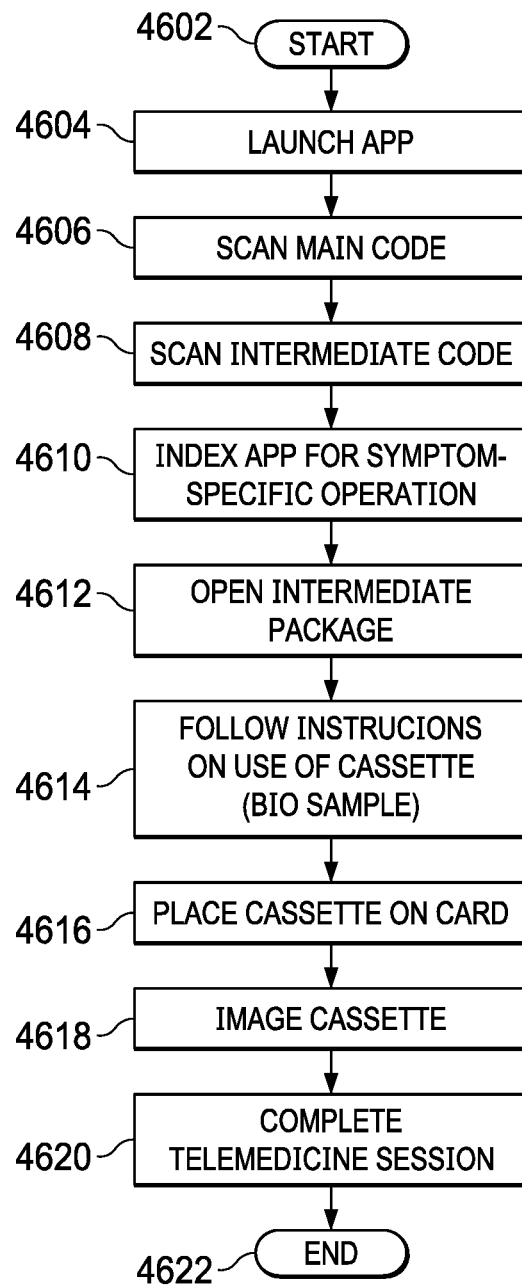 4602
START
4604
LAUNCH APP
4606
SCAN MAIN CODE
4608
SCAN INTERMEDIATE CODE
4610
INDEX APP FOR SYMPTOM-
SPECIFIC OPERATION
4612
OPEN INTERMEDIATE
PACKAGE
4614
FOLLOW INSTRUCIONS
ON USE OF CASSETTE
(BIO SAMPLE)
4616
PLACE CASSETTE ON CARD
4618
IMAGE CASSETTE
4620
COMPLETE
TELEMEDICINE SESSION
4622
END